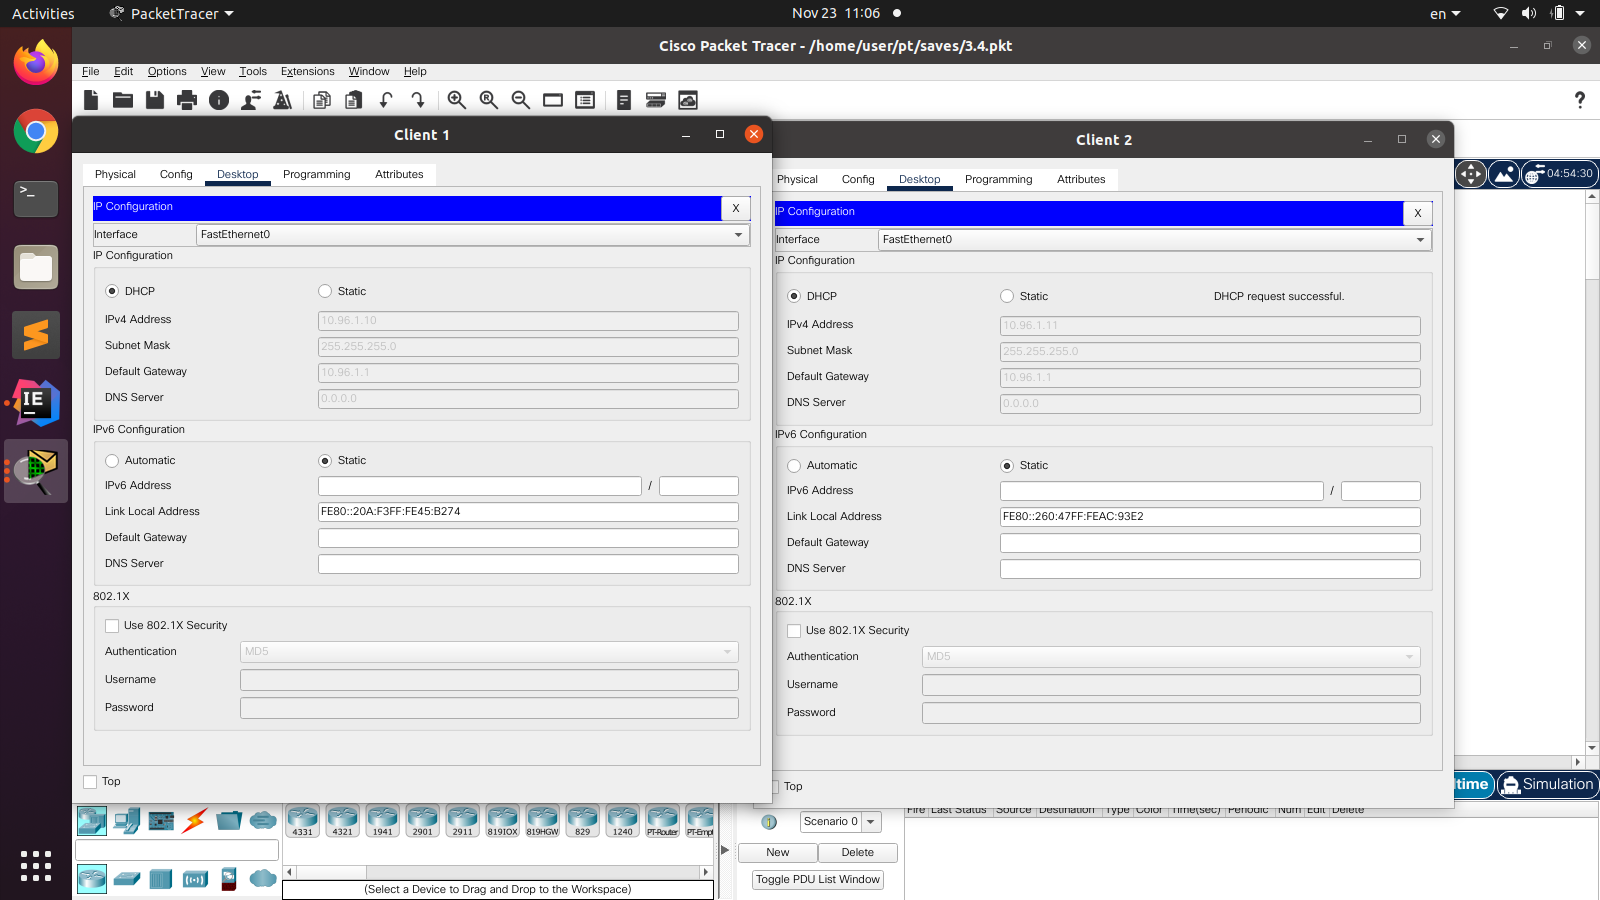 Activities
PacketTracer
Nov 23 11:06
en
Cisco Packet Tracer - /home/user/pt/saves/3.4.pkt
File Edit Options View Tools Extensions Window Help
?
Client 1
Physical Config Desktop Programming Attributes
IP Configuration
X
Interface FastEthernet0
IP Configuration
DHCP Static
IPv4 Address 10.96.1.10
Subnet Mask 255.255.255.0
Default Gateway 10.96.1.1
DNS Server 0.0.0.0
IPv6 Configuration
Automatic Static
IPv6 Address /
Link Local Address FE80::20A:F3FF:FE45:B274
Default Gateway
DNS Server
802.1X
Use 802.1X Security
Authentication MD5
Username
Password
Top
Client 2
Physical Config Desktop Programming Attributes
IP Configuration
X
Interface FastEthernet0
IP Configuration
DHCP Static DHCP request successful.
IPv4 Address 10.96.1.11
Subnet Mask 255.255.255.0
Default Gateway 10.96.1.1
DNS Server 0.0.0.0
IPv6 Configuration
Automatic Static
IPv6 Address /
Link Local Address FE80::260:47FF:FEAC:93E2
Default Gateway
DNS Server
802.1X
Use 802.1X Security
Authentication MD5
Username
Password
Top
04:54:30
time Simulation
4331 4321 1941 2901 2911 819IOX 819HGW 829 1240 PT-Router PT-Empt
(Select a Device to Drag and Drop to the Workspace)
Scenario 0
New Delete
Toggle PDU List Window
Fire Last Status Source Destination Type Color Time(sec) Periodic Num Edit Delete
>_
IE